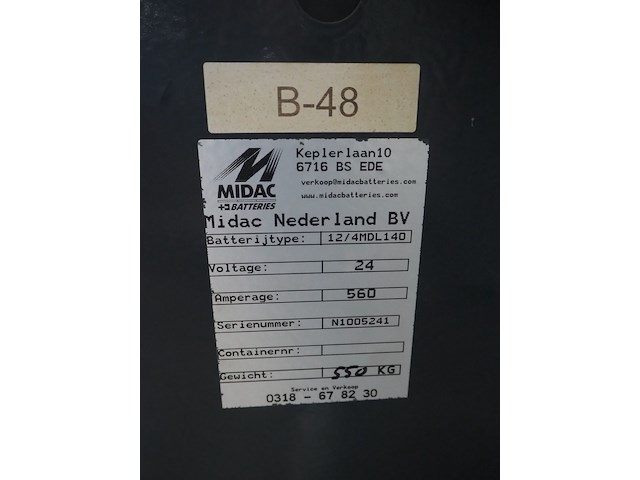 B-48
MIDAC
BATTERIES
Keplerlaan10
6716 BS EDE
verkoop@midacbatteries.com
www.midacbatteries.com
Midac Nederland BV
Batterijtype: 12/4MDL140
Voltage: 24
Amperage: 560
Serienummer: N1005241
Containernr:
Gewicht: 550 KG
Service en Verkoop
0318 - 67 82 30